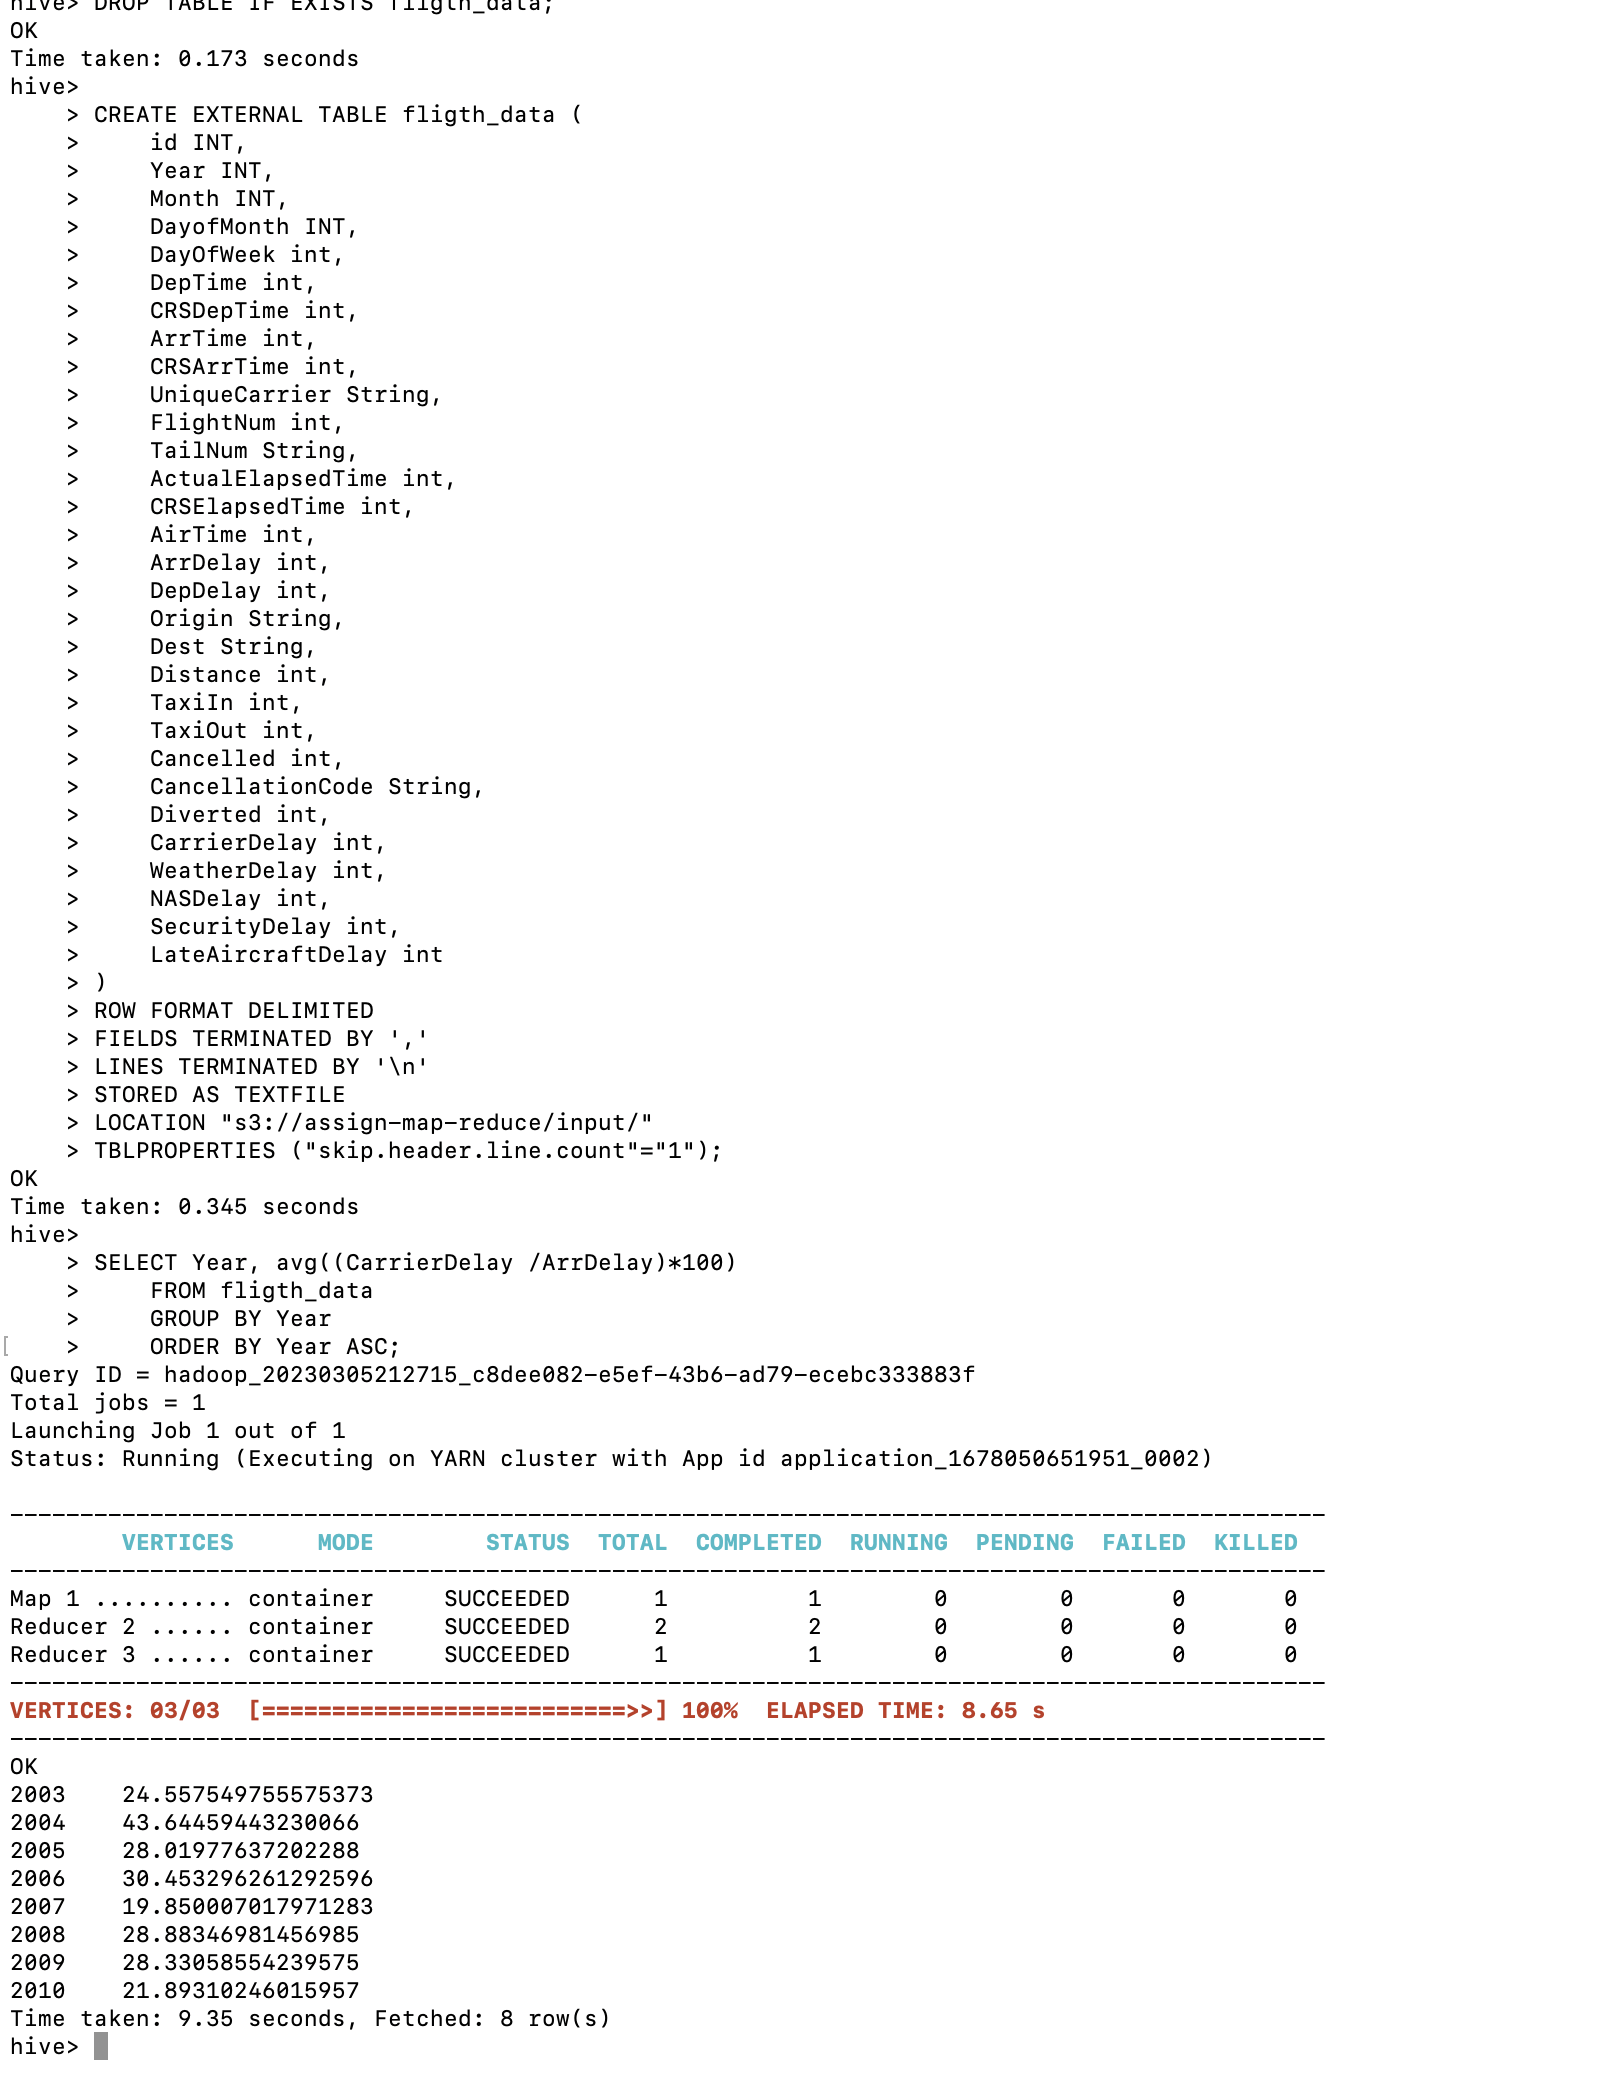 hive> DROP TABLE IF EXISTS fligth_data;
OK
Time taken: 0.173 seconds
hive>
    > CREATE EXTERNAL TABLE fligth_data (
    >     id INT,
    >     Year INT,
    >     Month INT,
    >     DayofMonth INT,
    >     DayOfWeek int,
    >     DepTime int,
    >     CRSDepTime int,
    >     ArrTime int,
    >     CRSArrTime int,
    >     UniqueCarrier String,
    >     FlightNum int,
    >     TailNum String,
    >     ActualElapsedTime int,
    >     CRSElapsedTime int,
    >     AirTime int,
    >     ArrDelay int,
    >     DepDelay int,
    >     Origin String,
    >     Dest String,
    >     Distance int,
    >     TaxiIn int,
    >     TaxiOut int,
    >     Cancelled int,
    >     CancellationCode String,
    >     Diverted int,
    >     CarrierDelay int,
    >     WeatherDelay int,
    >     NASDelay int,
    >     SecurityDelay int,
    >     LateAircraftDelay int
    > )
    > ROW FORMAT DELIMITED
    > FIELDS TERMINATED BY ','
    > LINES TERMINATED BY '\n'
    > STORED AS TEXTFILE
    > LOCATION "s3://assign-map-reduce/input/"
    > TBLPROPERTIES ("skip.header.line.count"="1");
OK
Time taken: 0.345 seconds
hive>
    > SELECT Year, avg((CarrierDelay /ArrDelay)*100)
    >     FROM fligth_data
    >     GROUP BY Year
[   >     ORDER BY Year ASC;
Query ID = hadoop_20230305212715_c8dee082-e5ef-43b6-ad79-ecebc333883f
Total jobs = 1
Launching Job 1 out of 1
Status: Running (Executing on YARN cluster with App id application_1678050651951_0002)
----------------------------------------------------------------------------------------------
        VERTICES      MODE        STATUS  TOTAL  COMPLETED  RUNNING  PENDING  FAILED  KILLED
----------------------------------------------------------------------------------------------
Map 1 .......... container     SUCCEEDED      1          1        0        0       0       0
Reducer 2 ...... container     SUCCEEDED      2          2        0        0       0       0
Reducer 3 ...... container     SUCCEEDED      1          1        0        0       0       0
----------------------------------------------------------------------------------------------
VERTICES: 03/03  [==========================>>] 100%  ELAPSED TIME: 8.65 s
----------------------------------------------------------------------------------------------
OK
2003    24.557549755575373
2004    43.64459443230066
2005    28.01977637202288
2006    30.453296261292596
2007    19.850007017971283
2008    28.88346981456985
2009    28.33058554239575
2010    21.89310246015957
Time taken: 9.35 seconds, Fetched: 8 row(s)
hive>